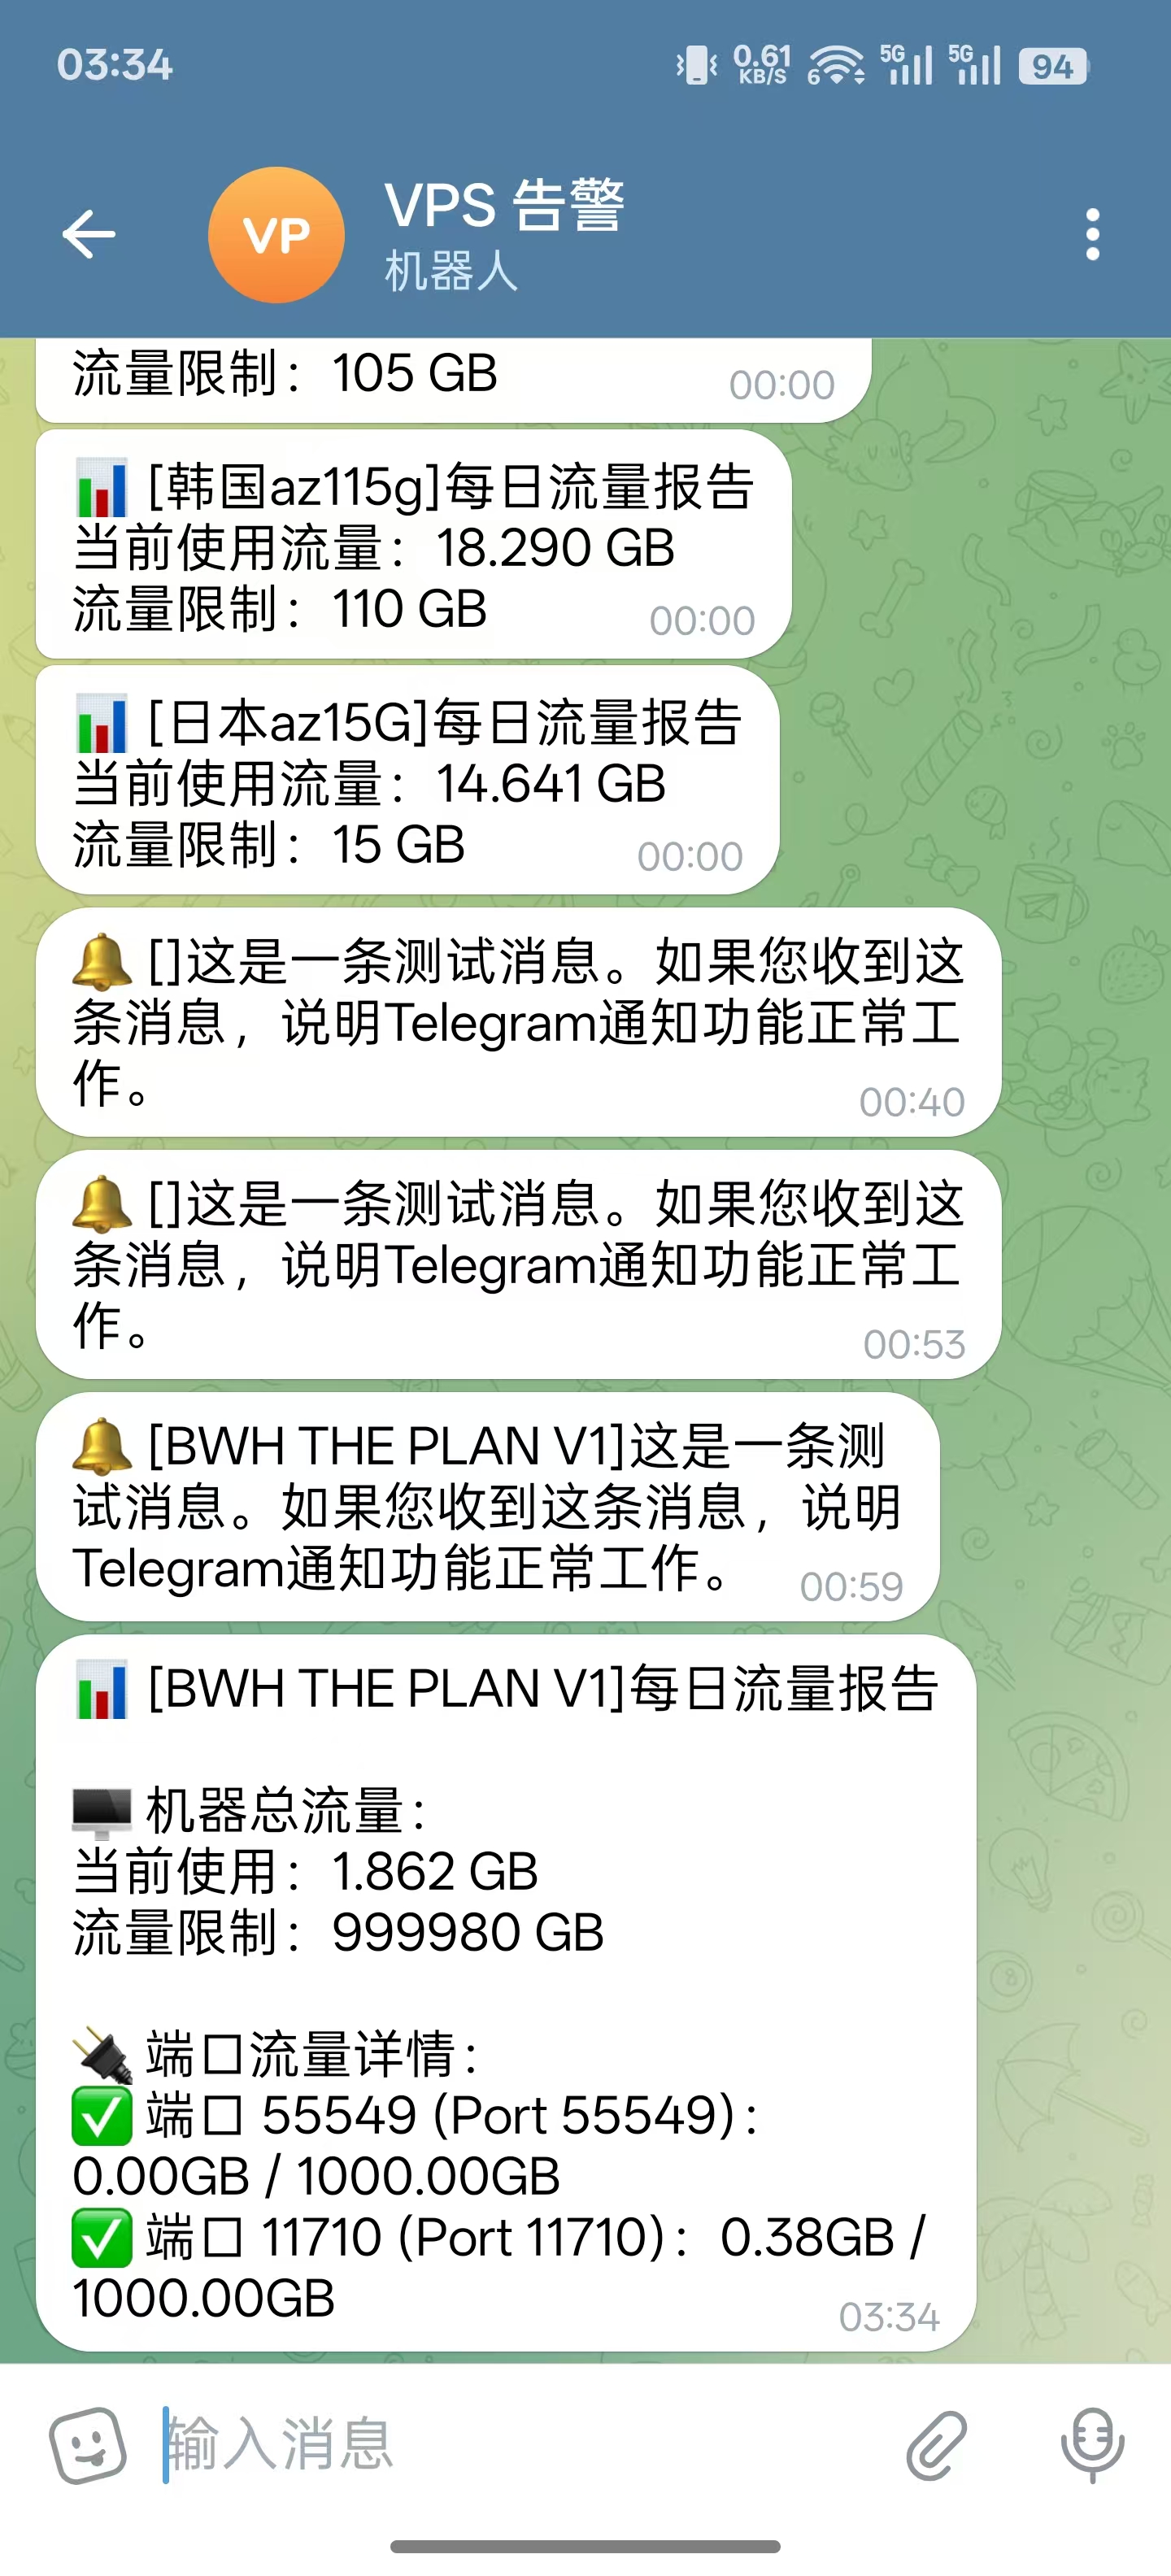 03:34
0.61 KB/S
6
5G
5G
94
VP
VPS 告警
机器人
流量限制：105 GB
00:00
[韩国az115g]每日流量报告
当前使用流量：18.290 GB
流量限制：110 GB
00:00
[日本az15G]每日流量报告
当前使用流量：14.641 GB
流量限制：15 GB
00:00
[]这是一条测试消息。如果您收到这
条消息，说明Telegram通知功能正常工
作。
00:40
[]这是一条测试消息。如果您收到这
条消息，说明Telegram通知功能正常工
作。
00:53
[BWH THE PLAN V1]这是一条测
试消息。如果您收到这条消息，说明
Telegram通知功能正常工作。
00:59
[BWH THE PLAN V1]每日流量报告
机器总流量：
当前使用：1.862 GB
流量限制：999980 GB
端口流量详情：
端口 55549 (Port 55549)：
0.00GB / 1000.00GB
端口 11710 (Port 11710)：0.38GB /
1000.00GB
03:34
输入消息